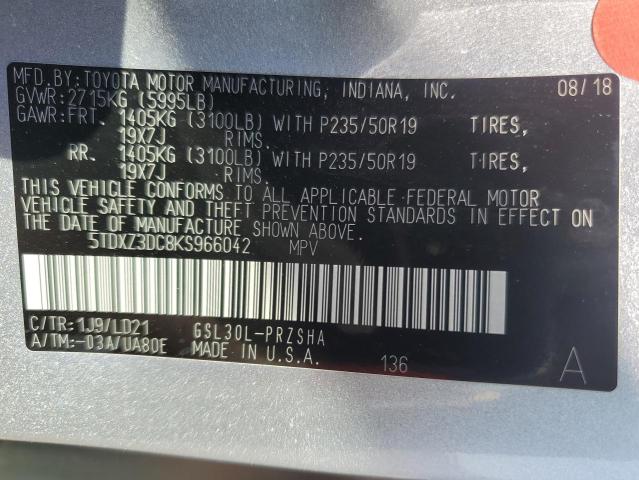 MFD.BY:TOYOTA MOTOR MANUFACTURING, INDIANA, INC. 08/18
GVWR:2715KG (5995LB)
GAWR:FRT. 1405KG (3100LB) WITH P235/50R19 TIRES,
19X7J RIMS.
RR. 1405KG (3100LB) WITH P235/50R19 TIRES,
19X7J RIMS.
THIS VEHICLE CONFORMS TO ALL APPLICABLE FEDERAL MOTOR
VEHICLE SAFETY AND THEFT PREVENTION STANDARDS IN EFFECT ON
THE DATE OF MANUFACTURE SHOWN ABOVE.
5TDXZ3DC8KS966042 MPV
C/TR:1J9/LD21 GSL30L-PRZSHA
A/TM:-03A/UA80E MADE IN U.S.A. 136 A